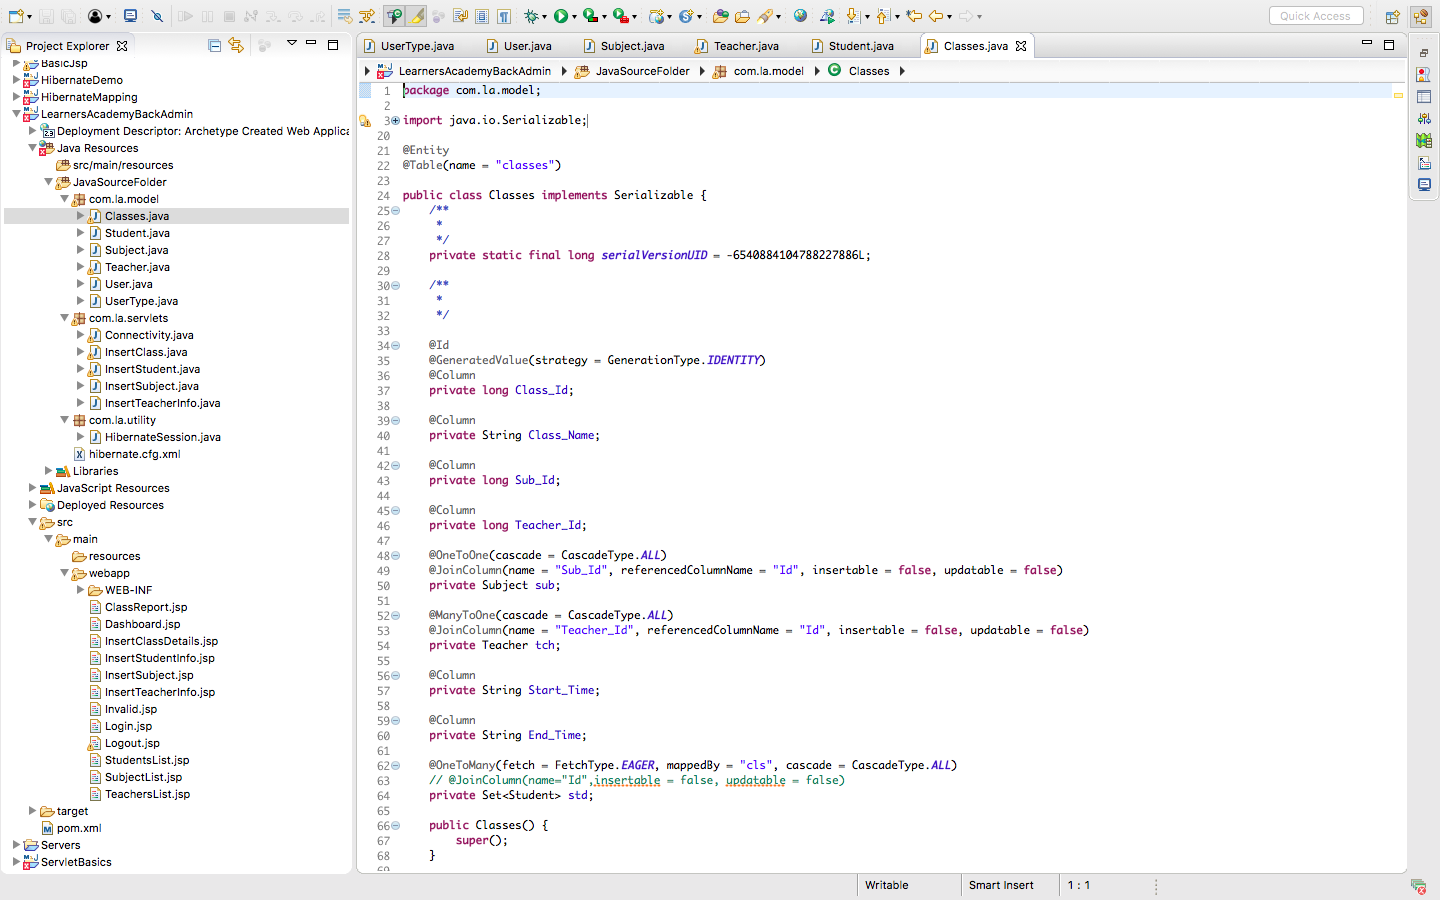 Quick Access
Project Explorer
BasicJsp
HibernateDemo
HibernateMapping
LearnersAcademyBackAdmin
Deployment Descriptor: Archetype Created Web Applica
Java Resources
src/main/resources
JavaSourceFolder
com.la.model
Classes.java
Student.java
Subject.java
Teacher.java
User.java
UserType.java
com.la.servlets
Connectivity.java
InsertClass.java
InsertStudent.java
InsertSubject.java
InsertTeacherInfo.java
com.la.utility
HibernateSession.java
hibernate.cfg.xml
Libraries
JavaScript Resources
Deployed Resources
src
main
resources
webapp
WEB-INF
ClassReport.jsp
Dashboard.jsp
InsertClassDetails.jsp
InsertStudentInfo.jsp
InsertSubject.jsp
InsertTeacherInfo.jsp
Invalid.jsp
Login.jsp
Logout.jsp
StudentsList.jsp
SubjectList.jsp
TeachersList.jsp
target
pom.xml
Servers
ServletBasics
UserType.java User.java Subject.java Teacher.java Student.java Classes.java
LearnersAcademyBackAdmin JavaSourceFolder com.la.model Classes
1 package com.la.model;
2
3 import java.io.Serializable;
20
21 @Entity
22 @Table(name = "classes")
23
24 public class Classes implements Serializable {
25 /**
26 *
27 */
28 private static final long serialVersionUID = -6540884104788227886L;
29
30 /**
31 *
32 */
33
34 @Id
35 @GeneratedValue(strategy = GenerationType.IDENTITY)
36 @Column
37 private long Class_Id;
38
39 @Column
40 private String Class_Name;
41
42 @Column
43 private long Sub_Id;
44
45 @Column
46 private long Teacher_Id;
47
48 @OneToOne(cascade = CascadeType.ALL)
49 @JoinColumn(name = "Sub_Id", referencedColumnName = "Id", insertable = false, updatable = false)
50 private Subject sub;
51
52 @ManyToOne(cascade = CascadeType.ALL)
53 @JoinColumn(name = "Teacher_Id", referencedColumnName = "Id", insertable = false, updatable = false)
54 private Teacher tch;
55
56 @Column
57 private String Start_Time;
58
59 @Column
60 private String End_Time;
61
62 @OneToMany(fetch = FetchType.EAGER, mappedBy = "cls", cascade = CascadeType.ALL)
63 // @JoinColumn(name="Id",insertable = false, updatable = false)
64 private Set<Student> std;
65
66 public Classes() {
67 super();
68 }
69
Writable Smart Insert 1 : 1